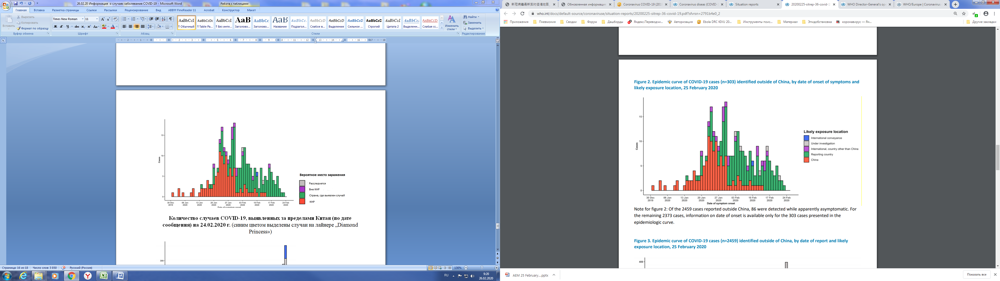 26.02.20 Информация о случаях заболевания COVID-19 - Microsoft Word
Работа с таблицами
Главная
Вставка
Разметка страницы
Ссылки
Рассылки
Рецензирование
Вид
ABBYY FineReader 11
Acrobat
Конструктор
Макет
Вставить
Вырезать
Копировать
Формат по образцу
Буфер обмена
Times New Roman
11
Шрифт
Абзац
¶ Обычный
¶ Table Pa...
¶ Без инте...
Заголово...
Заголово...
Название
Подзагол...
Слабое в...
Выделение
Сильное ...
Строгий
Цитата 2
Выделенн...
Слабая сс...
Стили
Изменить стили
Найти
Заменить
Выделить
Редактирование
15
10
5
0
Cases
30 Dec 2019
06 Jan 2020
13 Jan 2020
20 Jan 2020
27 Jan 2020
03 Feb 2020
10 Feb 2020
17 Feb 2020
24 Feb 2020
Date of symptom onset
Вероятное место заражения
Расследуется
Вне КНР
Страна, где выявлен случай
КНР
Количество случаев COVID-19, выявленных за пределами Китая (по дате
сообщения) на 24.02.2020 г. (синим цветом выделены случаи на лайнере „Diamond
Princess»)
300
Страница: 16 из 18
Число слов: 3 850
Русский (Россия)
130%
RU
9:20
26.02.2020
新冠病毒最新实时疫情地图_
Обновленная информация
Coronavirus COVID-19 (201
Coronavirus diseas (COVID-
Situation reports
20200225-sitrep-36-covid-1
WHO Director-General's op
WHO/Europe | Coronavirus
who.int/docs/default-source/coronaviruse/situation-reports/20200225-sitrep-36-covid-19.pdf?sfvrsn=2791b4e0_2
Приложения
Пневмония
Сводки
Форум
Дашборды
Яндекс.Переводчи...
Авторизация
Ebola DRC KIVU 20...
Инструменты поис...
Материал
Эпидобстановка
коронавирус — Ян...
Другие закладки
Figure 2. Epidemic curve of COVID-19 cases (n=303) identified outside of China, by date of onset of symptoms and
likely exposure location, 25 February 2020
15
10
5
0
Cases
30 Dec 2019
06 Jan 2020
13 Jan 2020
20 Jan 2020
27 Jan 2020
03 Feb 2020
10 Feb 2020
17 Feb 2020
24 Feb 2020
Date of symptom onset
Likely exposure location
International conveyance
Under investigation
International, country other than China
Reporting country
China
Note for figure 2: Of the 2459 cases reported outside China, 86 were detected while apparently asymptomatic. For
the remaining 2373 cases, information on date of onset is available only for the 303 cases presented in the
epidemiologic curve.
Figure 3. Epidemic curve of COVID-19 cases (n=2459) identified outside of China, by date of report and likely
exposure location, 25 February 2020
400
AEM 25 February....pptx
Показать все